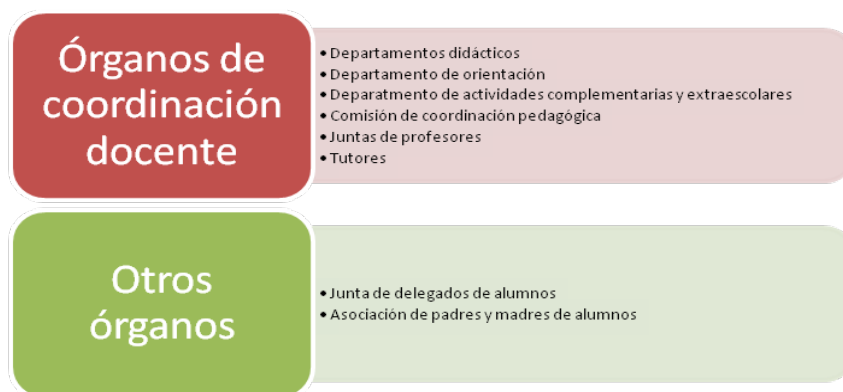 Órganos de
coordinación
docente
• Departamentos didácticos
• Departamento de orientación
• Deparatmento de actividades complementarias y extraescolares
• Comisión de coordinación pedagógica
• Juntas de profesores
• Tutores
Otros
órganos
• Junta de delegados de alumnos
• Asociación de padres y madres de alumnos